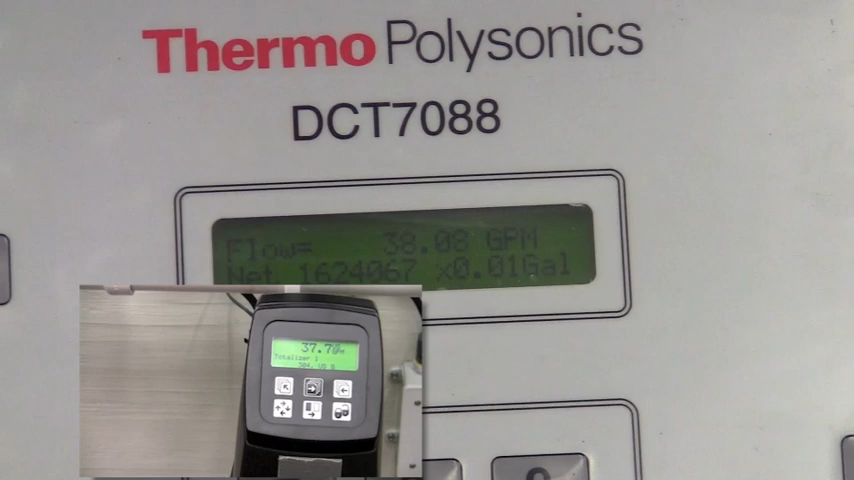 Thermo Polysonics
DCT7088
Flow= 38.08 GPM
Net 1624067 x0.01Gal
37.7
Totalizer 1